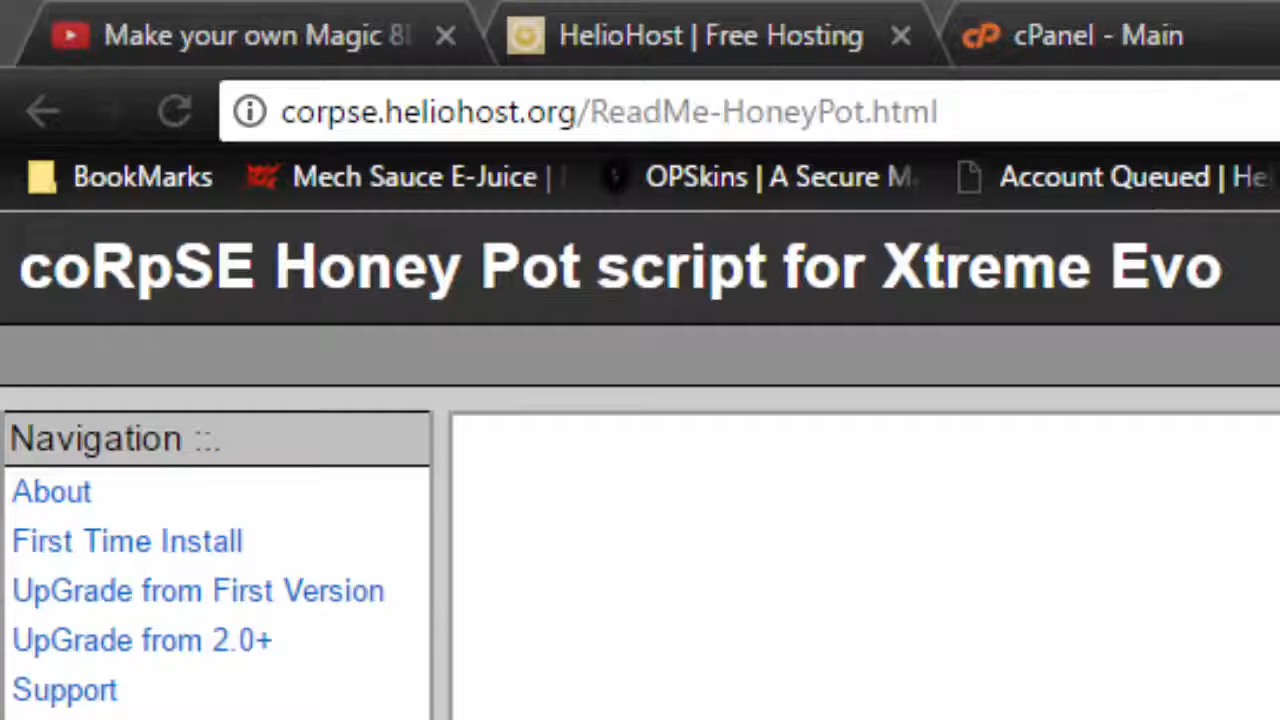 Make your own Magic 8
HelioHost | Free Hosting
cPanel - Main
corpse.heliohost.org/ReadMe-HoneyPot.html
BookMarks
Mech Sauce E-Juice |
OPSkins | A Secure M
Account Queued | He
coRpSE Honey Pot script for Xtreme Evo
Navigation ::.
About
First Time Install
UpGrade from First Version
UpGrade from 2.0+
Support